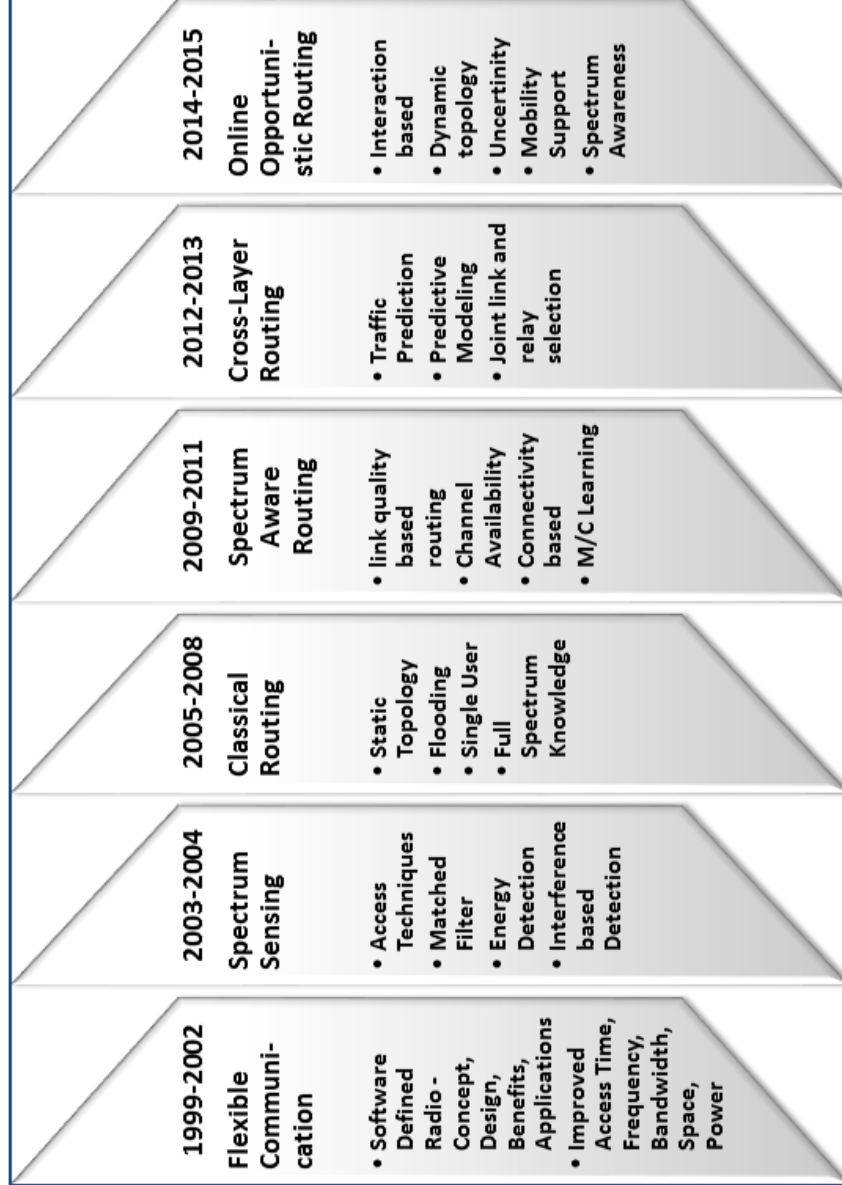 1999-2002
Flexible
Communi-
cation
• Software
Defined
Radio -
Concept,
Design,
Benefits,
Applications
• Improved
Access Time,
Frequency,
Bandwidth,
Space,
Power
2003-2004
Spectrum
Sensing
• Access
Techniques
• Matched
Filter
• Energy
Detection
• Interference
based
Detection
2005-2008
Classical
Routing
• Static
Topology
• Flooding
• Single User
• Full
Spectrum
Knowledge
2009-2011
Spectrum
Aware
Routing
• link quality
based
routing
• Channel
Availability
• Connectivity
based
• M/C Learning
2012-2013
Cross-Layer
Routing
• Traffic
Prediction
• Predictive
Modeling
• Joint link and
relay
selection
2014-2015
Online
Opportuni-
stic Routing
• Interaction
based
• Dynamic
topology
• Uncertinity
• Mobility
Support
• Spectrum
Awareness